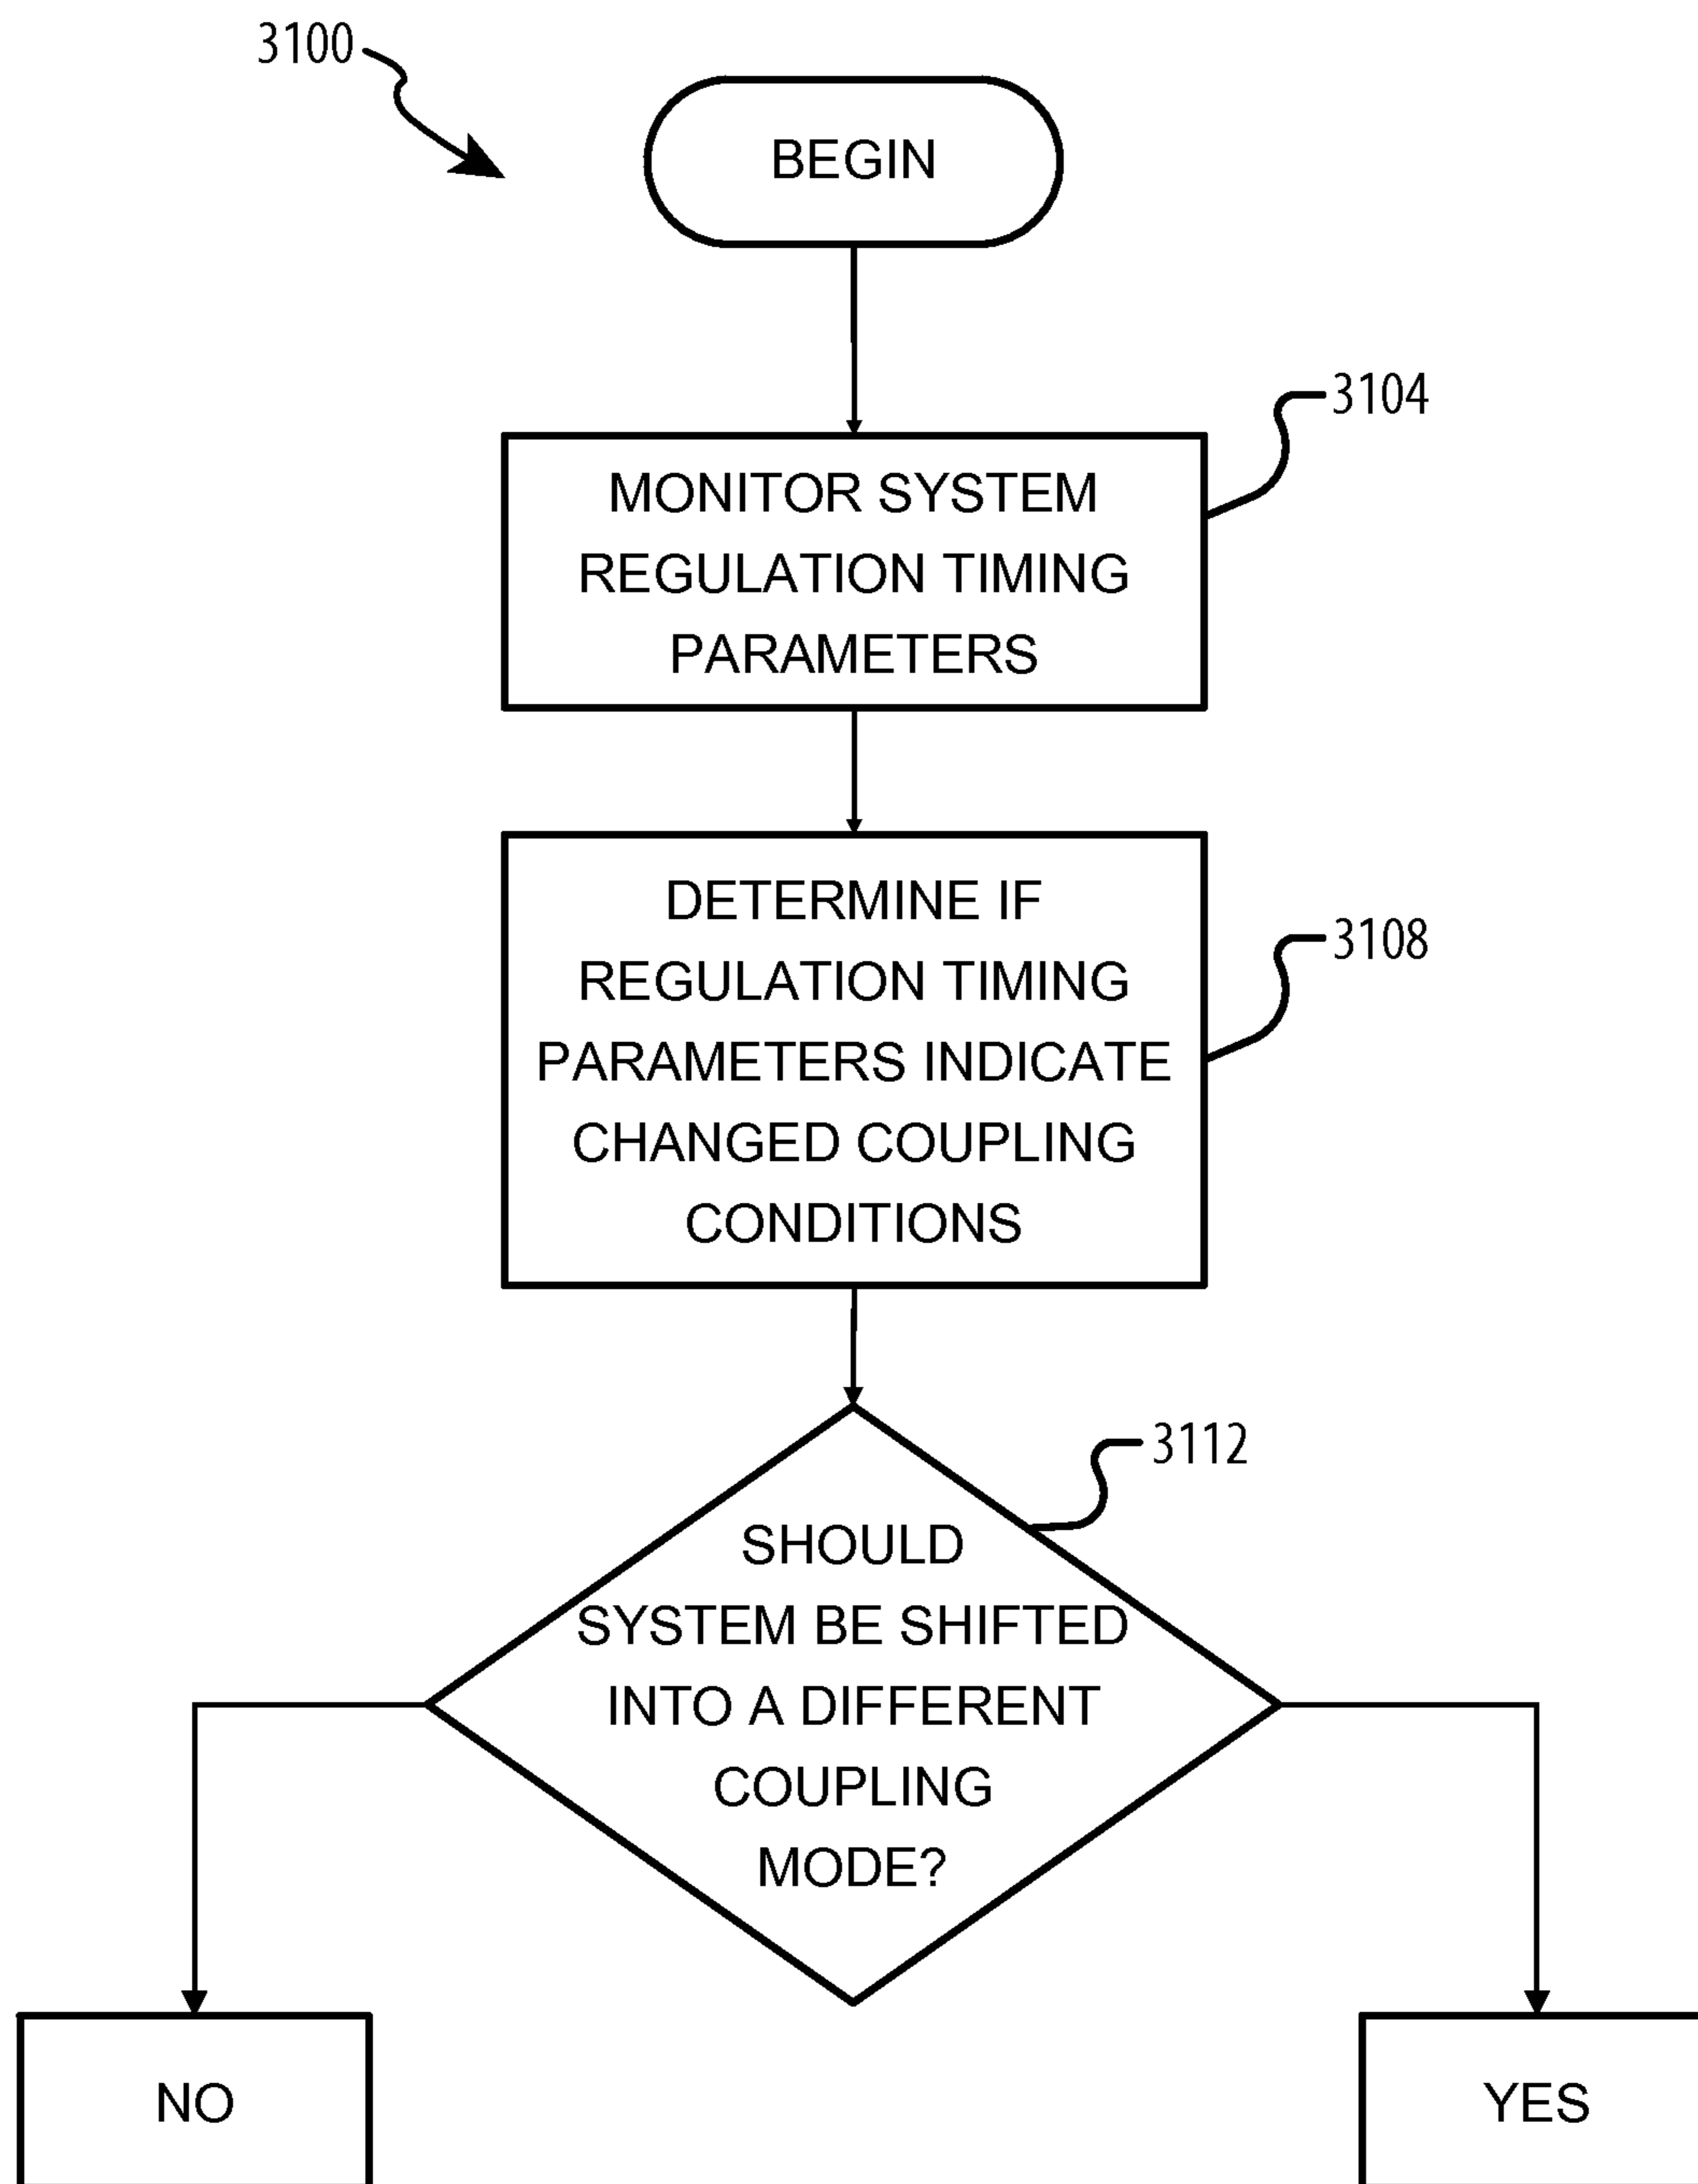 3100
BEGIN
3104
MONITOR SYSTEM
REGULATION TIMING
PARAMETERS
3108
DETERMINE IF
REGULATION TIMING
PARAMETERS INDICATE
CHANGED COUPLING
CONDITIONS
3112
SHOULD
SYSTEM BE SHIFTED
INTO A DIFFERENT
COUPLING
MODE?
NO
YES